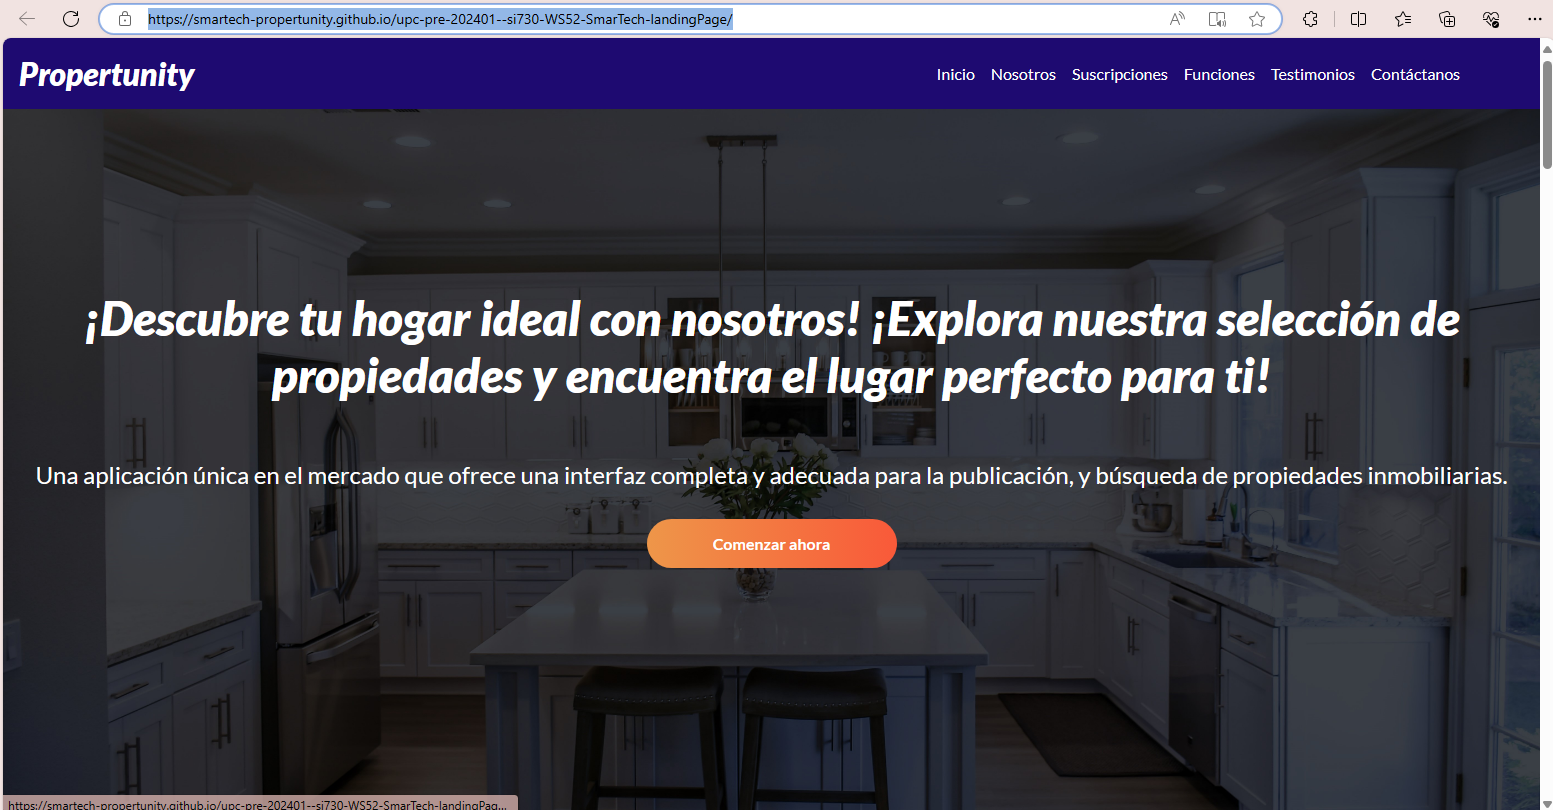 https://smartech-propertunity.github.io/upc-pre-202401--si730-WS52-SmarTech-landingPage/
Propertunity
Inicio Nosotros Suscripciones Funciones Testimonios Contáctanos
¡Descubre tu hogar ideal con nosotros! ¡Explora nuestra selección de
propiedades y encuentra el lugar perfecto para ti!
Una aplicación única en el mercado que ofrece una interfaz completa y adecuada para la publicación, y búsqueda de propiedades inmobiliarias.
Comenzar ahora
https://smartech-propertunity.github.io/upc-pre-202401--si730-WS52-SmarTech-landingPag...